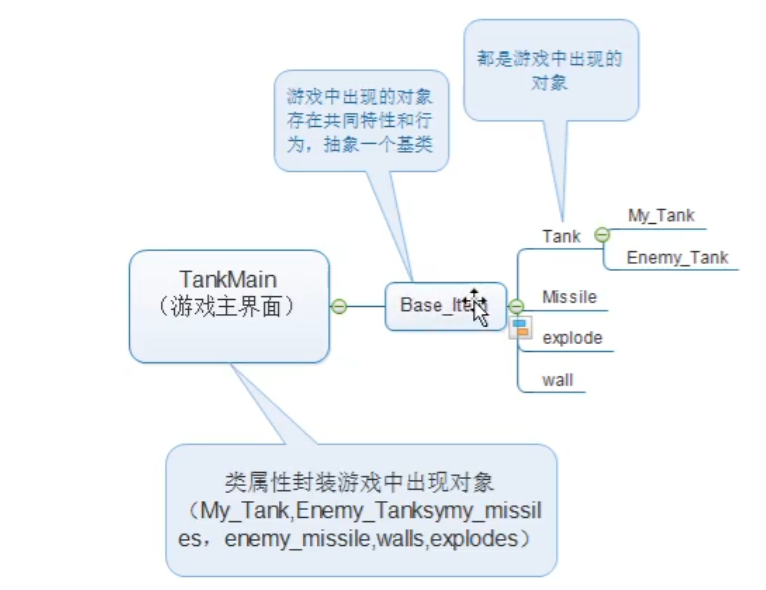 都是游戏中出现的
对象
游戏中出现的对象
存在共同特性和行
为，抽象一个基类
My_Tank
Tank
Enemy_Tank
TankMain
（游戏主界面）
Base_Item
Missile
explode
wall
类属性封装游戏中出现对象
（My_Tank,Enemy_Tanksymy_missil
es，enemy_missile,walls,explodes）